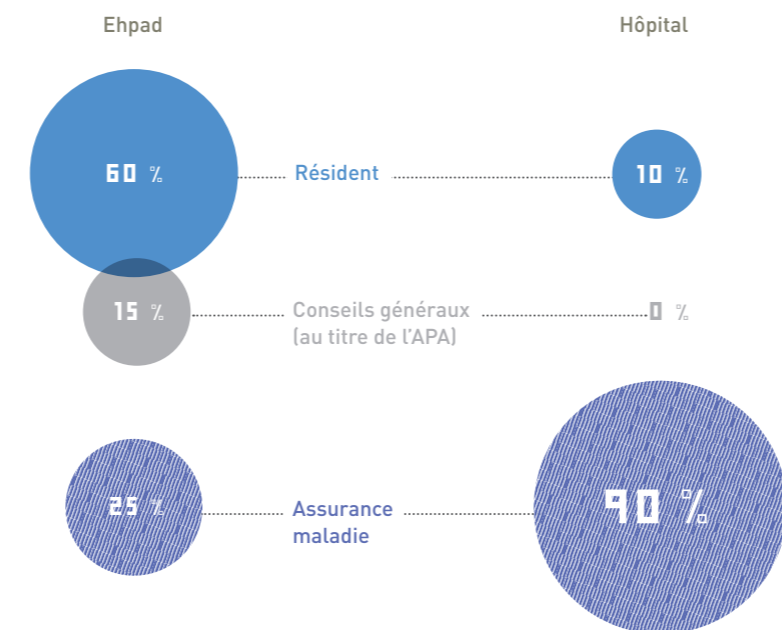 Ehpad Hôpital
60 % Résident 10 %
15 % Conseils généraux 0 %
(au titre de l'APA)
25 % Assurance 90 %
maladie